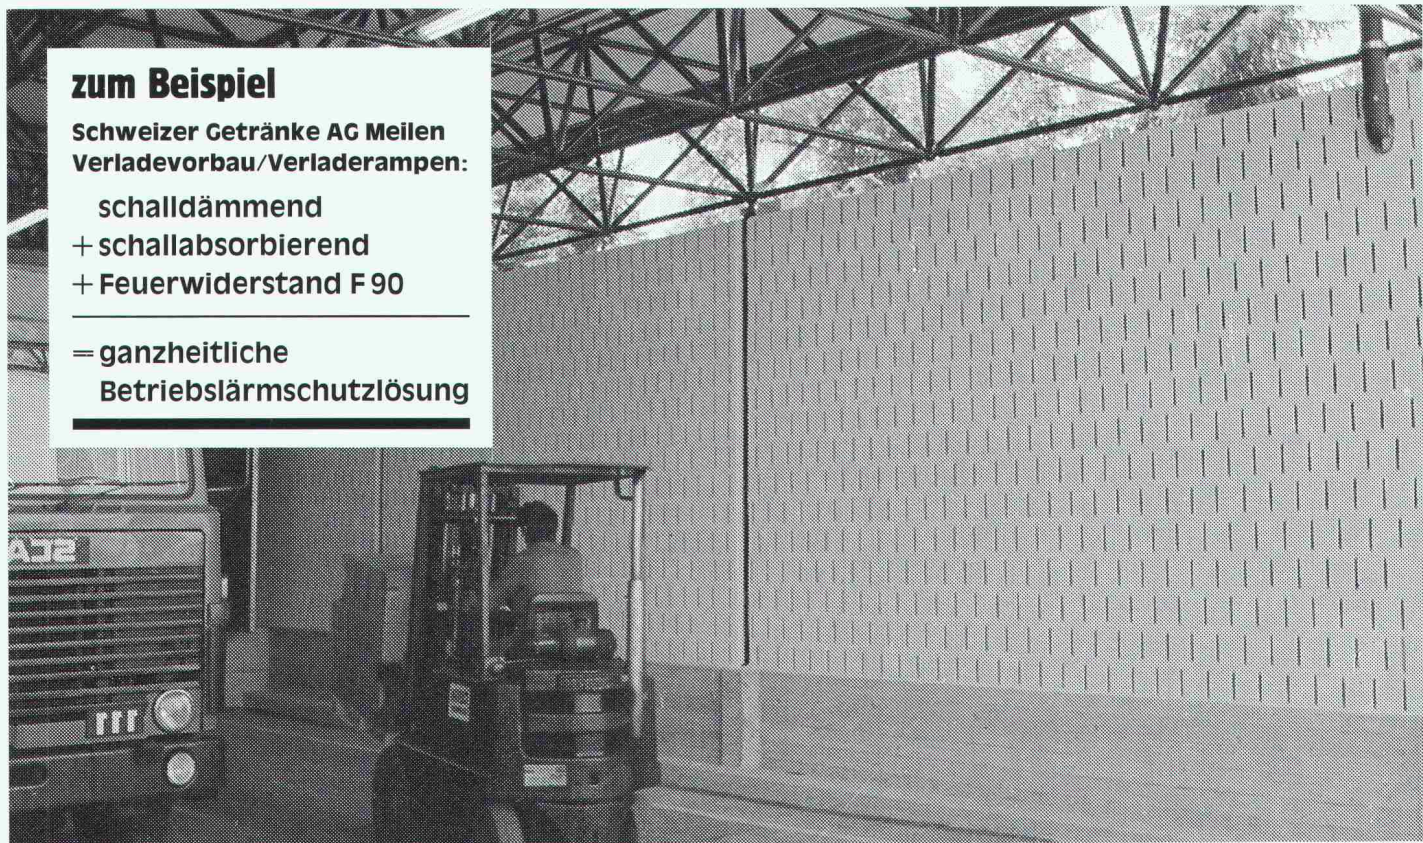 zum Beispiel
Schweizer Getränke AG Meilen
Verladevorbau/Verladerampen:
schalldämmend
+ schallabsorbierend
+ Feuerwiderstand F 90
= ganzheitliche
Betriebslärmschutzlösung